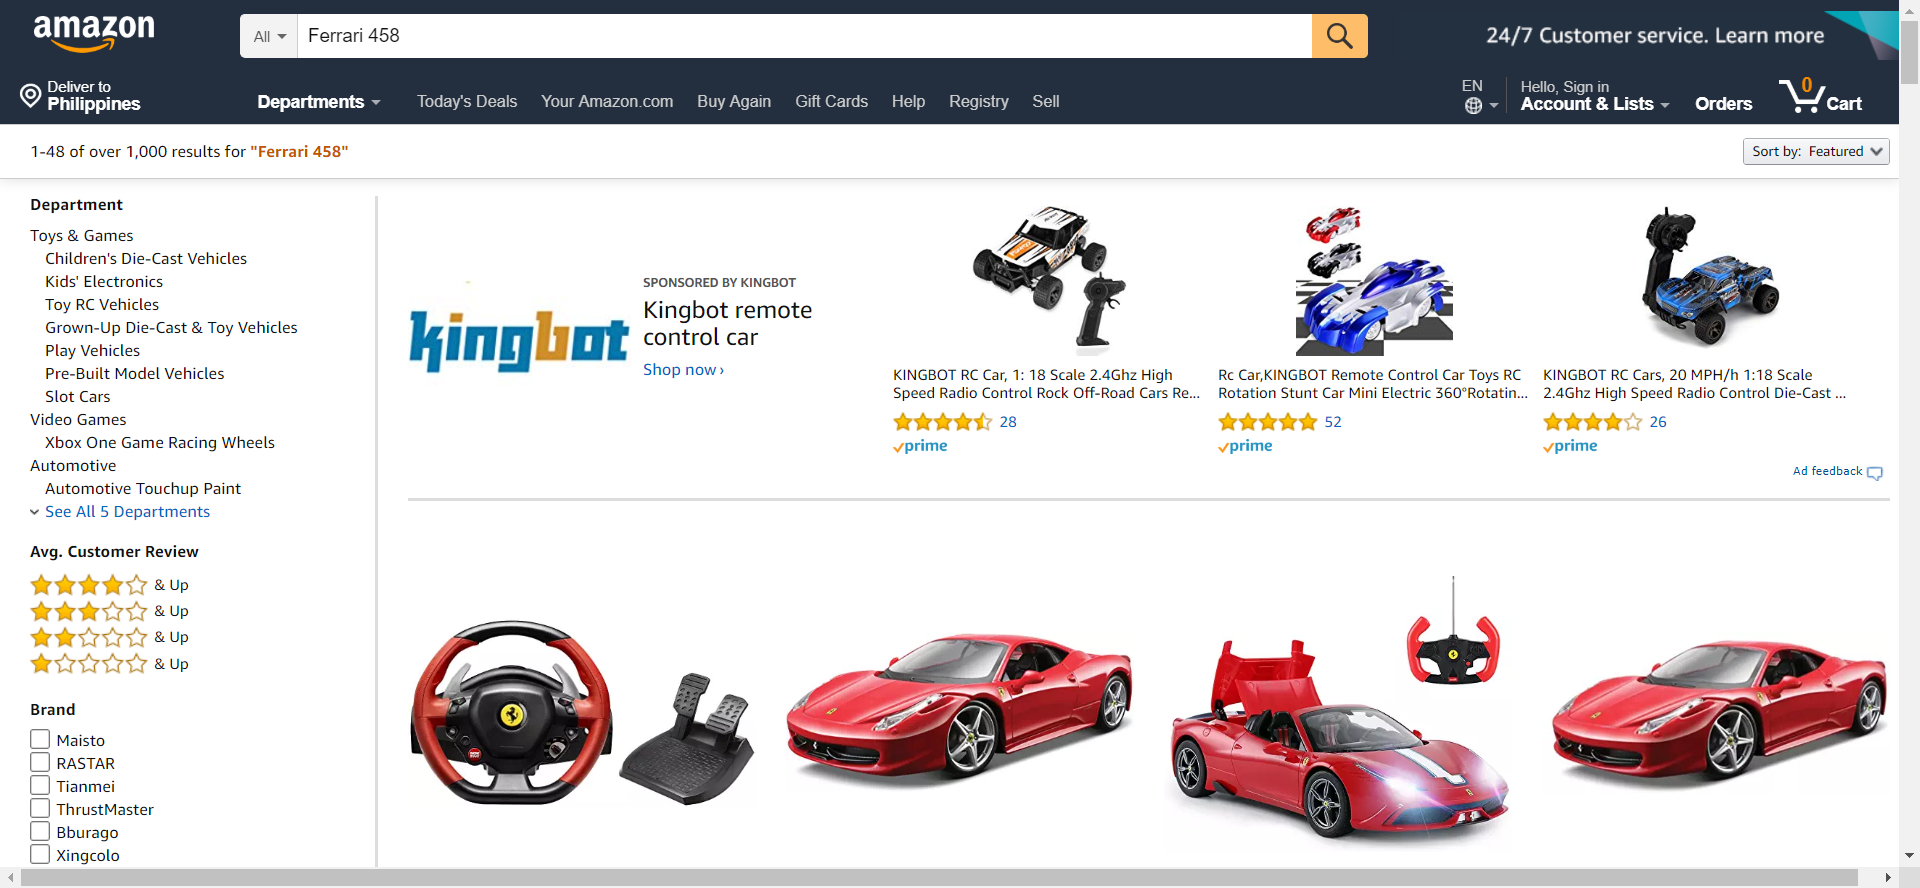 amazon
All
Ferrari 458
24/7 Customer service. Learn more
Deliver to
Philippines
Departments
Today's Deals
Your Amazon.com
Buy Again
Gift Cards
Help
Registry
Sell
EN
Hello, Sign in
Account & Lists
Orders
0
Cart
1-48 of over 1,000 results for "Ferrari 458"
Sort by: Featured
Department
Toys & Games
Children's Die-Cast Vehicles
Kids' Electronics
Toy RC Vehicles
Grown-Up Die-Cast & Toy Vehicles
Play Vehicles
Pre-Built Model Vehicles
Slot Cars
Video Games
Xbox One Game Racing Wheels
Automotive
Automotive Touchup Paint
See All 5 Departments
Avg. Customer Review
& Up
& Up
& Up
& Up
Brand
Maisto
RASTAR
Tianmei
ThrustMaster
Bburago
Xingcolo
kingbot
SPONSORED BY KINGBOT
Kingbot remote
control car
Shop now ›
KINGBOT RC Car, 1: 18 Scale 2.4Ghz High
Speed Radio Control Rock Off-Road Cars Re...
28
prime
Rc Car,KINGBOT Remote Control Car Toys RC
Rotation Stunt Car Mini Electric 360°Rotatin...
52
prime
KINGBOT RC Cars, 20 MPH/h 1:18 Scale
2.4Ghz High Speed Radio Control Die-Cast ...
26
prime
Ad feedback